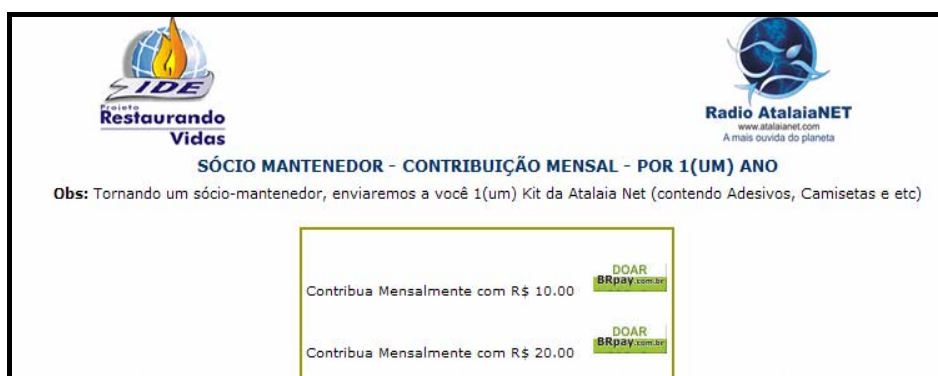 IDE
Projeto
Restaurando
Vidas
Radio AtalaiaNET
www.atalaianet.com
A mais ouvida do planeta
SÓCIO MANTENEDOR - CONTRIBUIÇÃO MENSAL - POR 1(UM) ANO
Obs: Tornando um sócio-mantenedor, enviaremos a você 1(um) Kit da Atalaia Net (contendo Adesivos, Camisetas e etc)
Contribua Mensalmente com R$ 10.00
DOAR
BRpay.com.br
Contribua Mensalmente com R$ 20.00
DOAR
BRpay.com.br